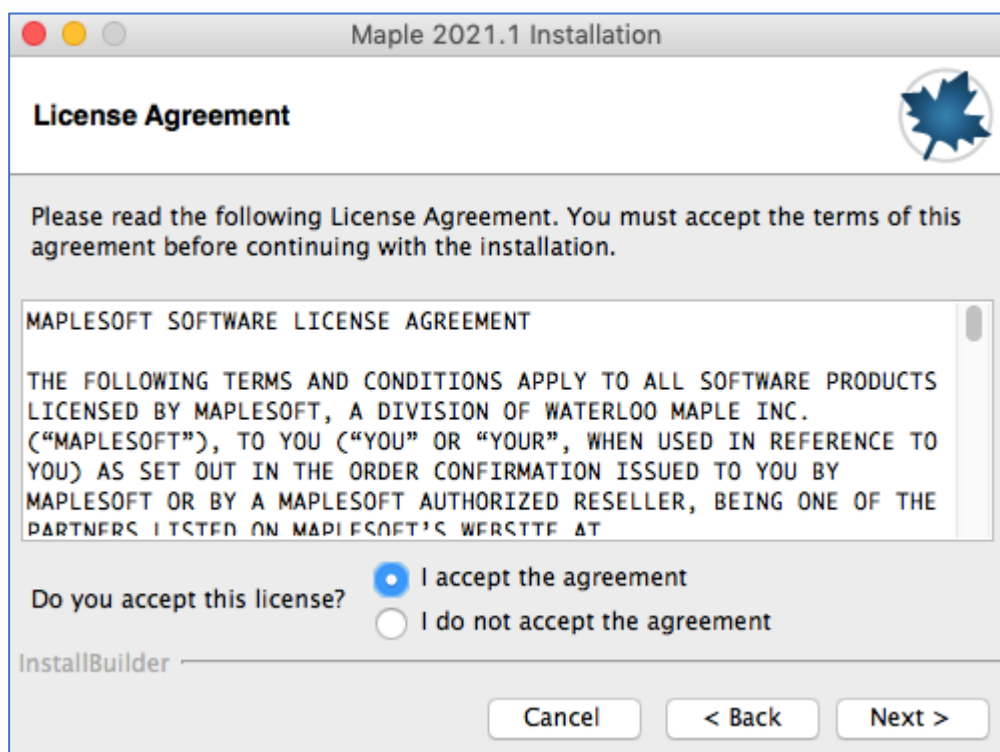 Maple 2021.1 Installation
License Agreement
Please read the following License Agreement. You must accept the terms of this
agreement before continuing with the installation.
MAPLESOFT SOFTWARE LICENSE AGREEMENT
THE FOLLOWING TERMS AND CONDITIONS APPLY TO ALL SOFTWARE PRODUCTS
LICENSED BY MAPLESOFT, A DIVISION OF WATERLOO MAPLE INC.
(“MAPLESOFT”), TO YOU (“YOU” OR “YOUR”, WHEN USED IN REFERENCE TO
YOU) AS SET OUT IN THE ORDER CONFIRMATION ISSUED TO YOU BY
MAPLESOFT OR BY A MAPLESOFT AUTHORIZED RESELLER, BEING ONE OF THE
PARTNERS LISTED ON MAPLESOFT’S WEBSITE AT
Do you accept this license?
I accept the agreement
I do not accept the agreement
InstallBuilder
Cancel
< Back
Next >